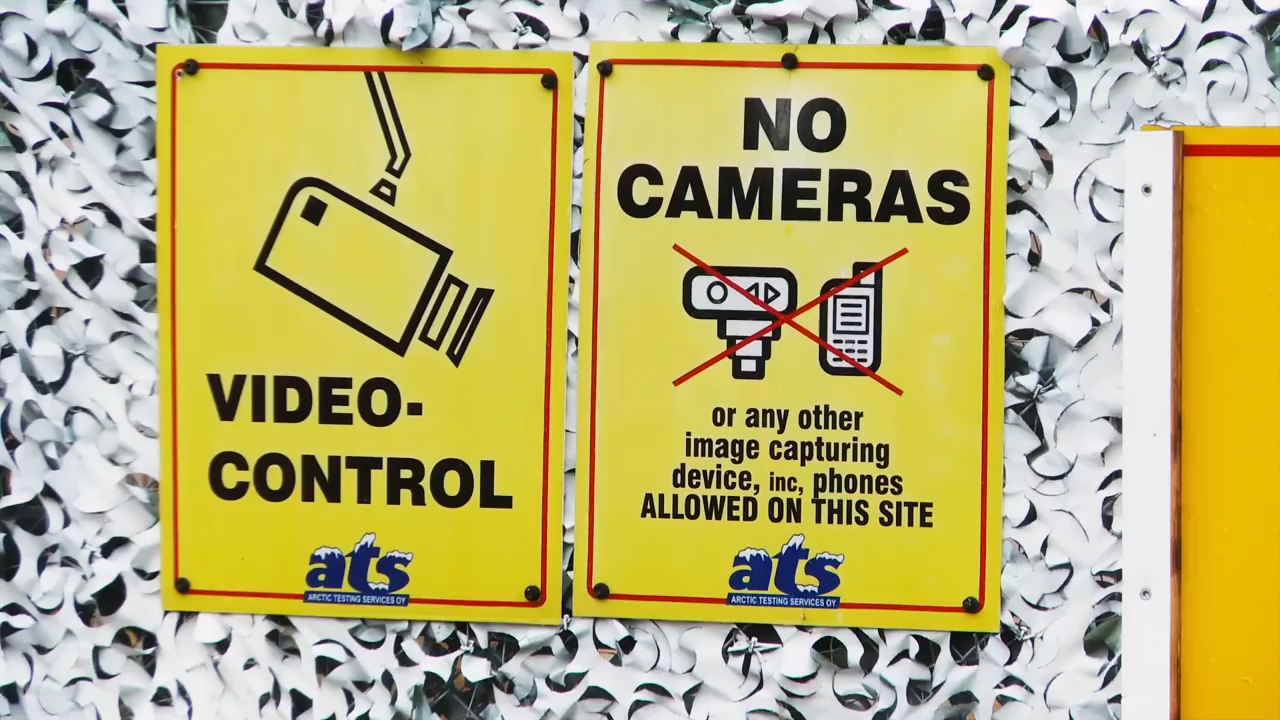 VIDEO-
CONTROL
ats
ARCTIC TESTING SERVICES OY
NO
CAMERAS
or any other
image capturing
device, inc, phones
ALLOWED ON THIS SITE
ats
ARCTIC TESTING SERVICES OY